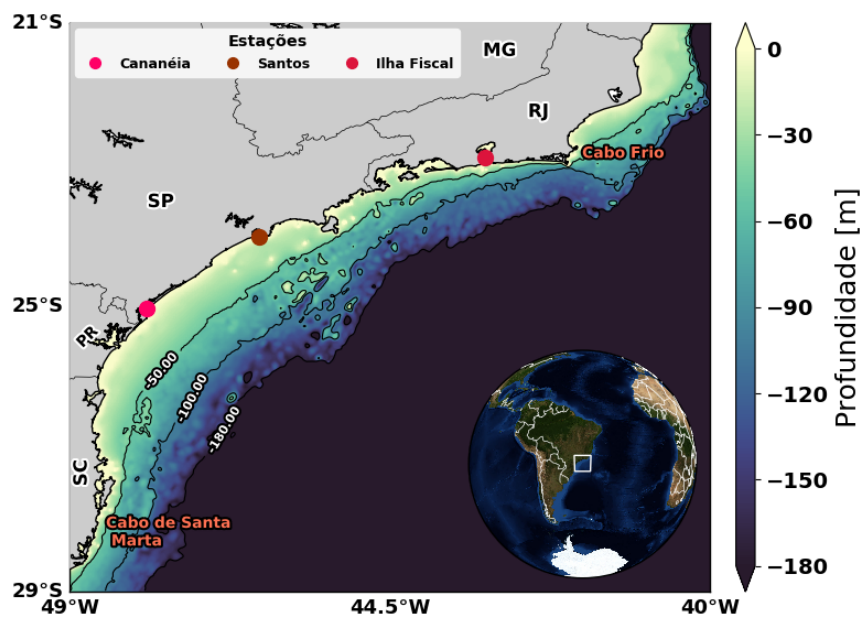 21°S
Estações
Cananéia
Santos
Ilha Fiscal
MG
RJ
Cabo Frio
SP
25°S
PR
-50.00
-100.00
-180.00
SC
Cabo de Santa
Marta
29°S
49°W
44.5°W
40°W
0
−30
−60
−90
−120
−150
−180
Profundidade [m]